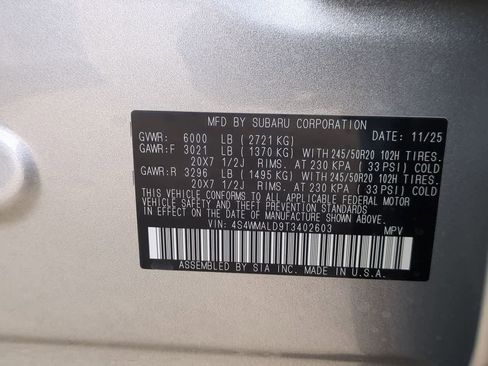 MFD BY SUBARU CORPORATION
GVWR: 6000 LB ( 2721 KG) DATE: 11/25
GAWR:F 3021 LB ( 1370 KG) WITH 245/50R20 102H TIRES.
20X7 1/2J RIMS. AT 230 KPA ( 33 PSI) COLD
GAWR:R 3296 LB ( 1495 KG) WITH 245/50R20 102H TIRES.
20X7 1/2J RIMS. AT 230 KPA ( 33 PSI) COLD
THIS VEHICLE CONFORMS TO ALL APPLICABLE FEDERAL MOTOR
VEHICLE SAFETY AND THEFT PREVENTION STANDARDS
IN EFFECT ON THE DATE OF MANUFACTURE SHOWN ABOVE.
VIN: 4S4WMALD9T3402603 MPV
ASSEMBLED BY SIA INC. MADE IN U.S.A.